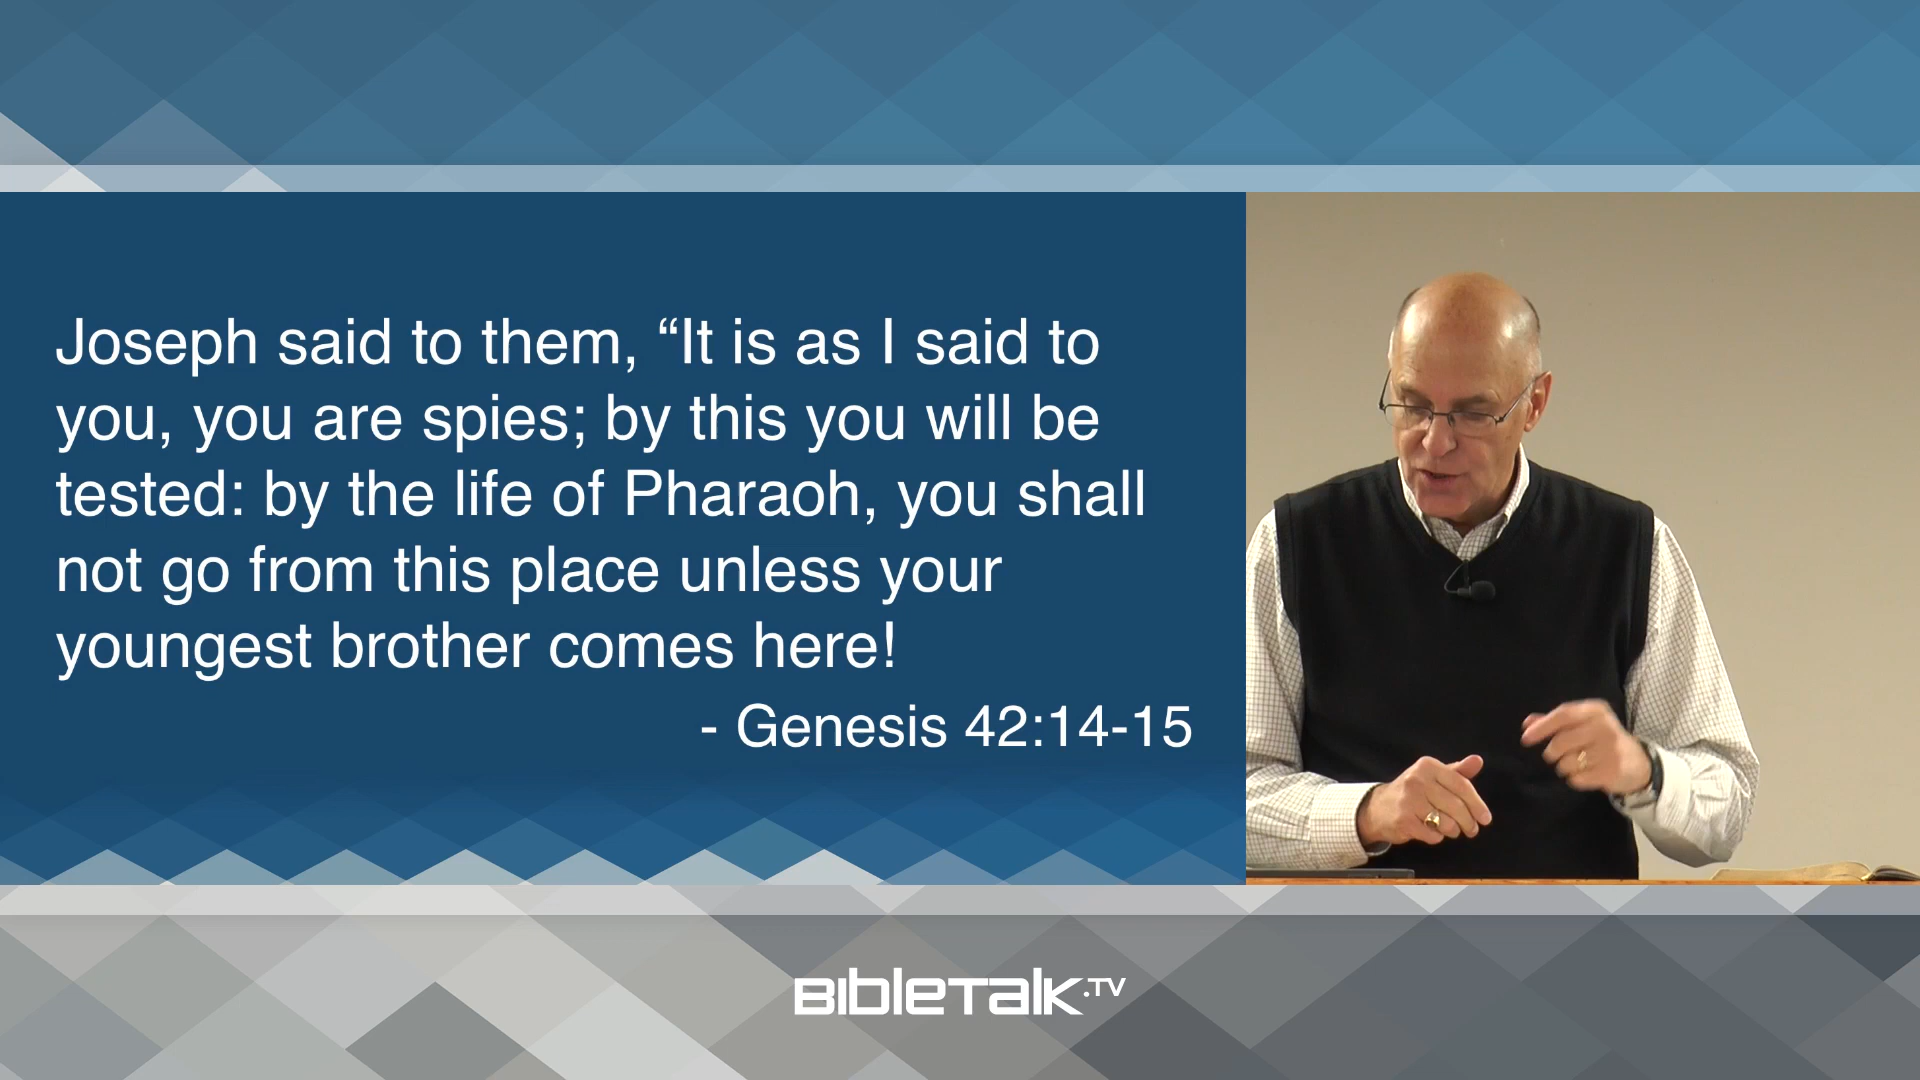 Joseph said to them, “It is as I said to
you, you are spies; by this you will be
tested: by the life of Pharaoh, you shall
not go from this place unless your
youngest brother comes here!
- Genesis 42:14-15
BIBLETALK.TV